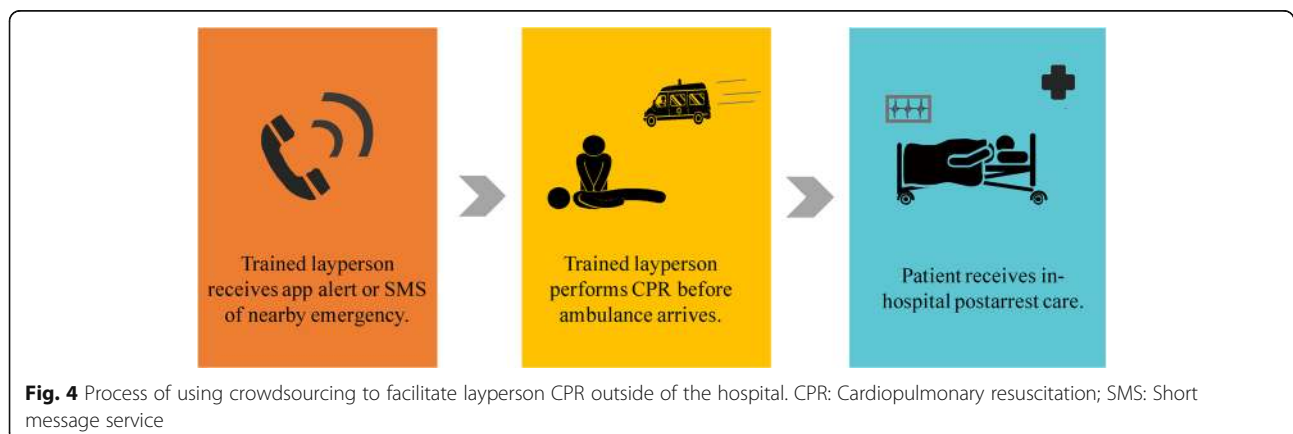 Trained layperson
receives app alert or SMS
of nearby emergency.
Trained layperson
performs CPR before
ambulance arrives.
Patient receives in-
hospital postarrest care.
Fig. 4 Process of using crowdsourcing to facilitate layperson CPR outside of the hospital. CPR: Cardiopulmonary resuscitation; SMS: Short
message service